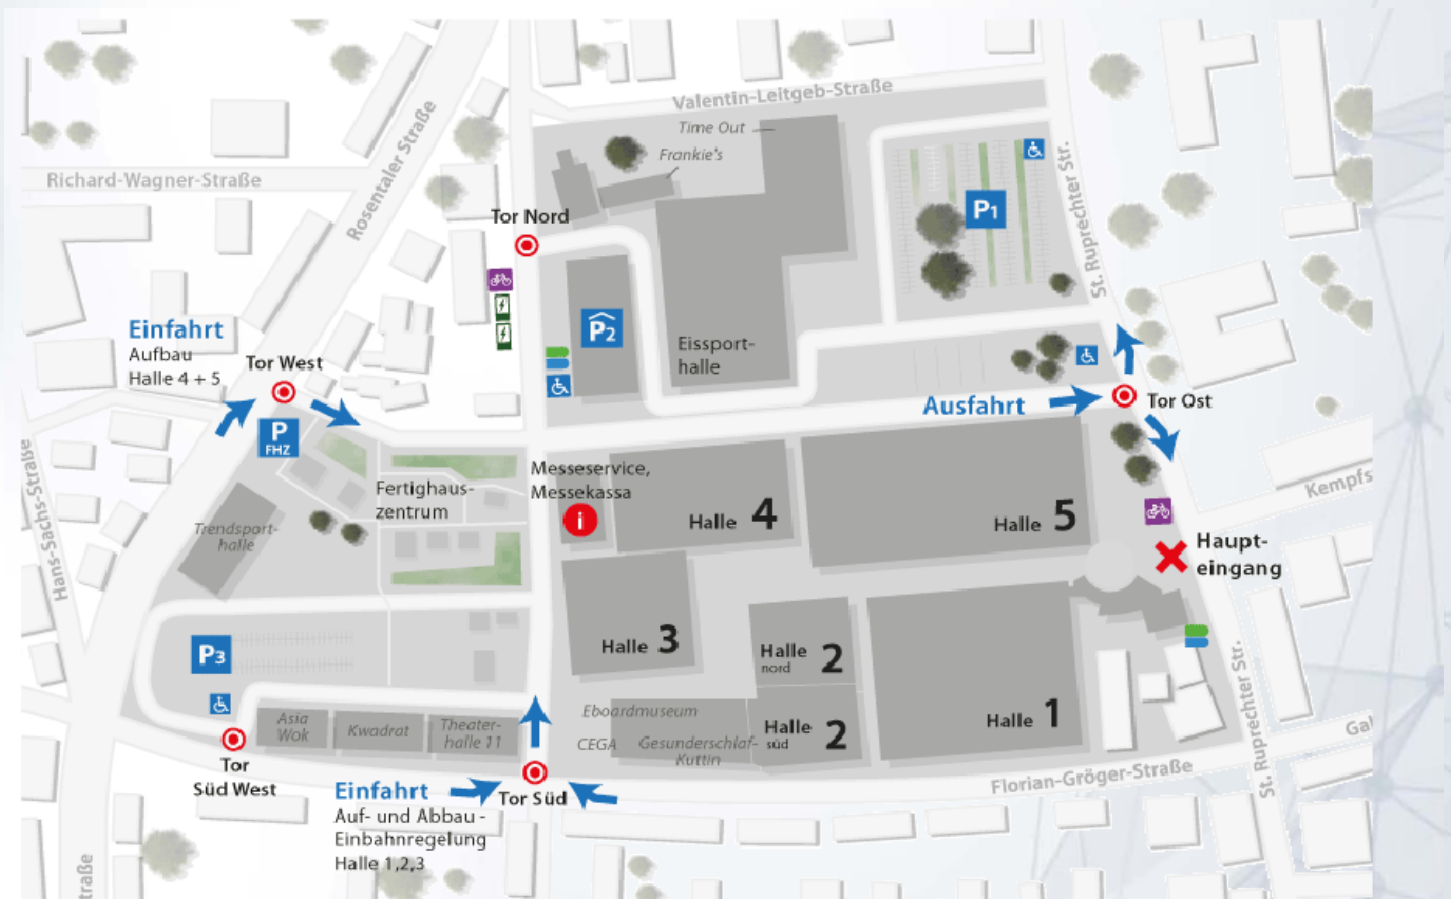 Valentin-Leitgeb-Straße
Time Out
Frankie's
Richard-Wagner-Straße
Rosentaler Straße
St. Ruprechter Str.
P1
Tor Nord
P2
Einfahrt
Aufbau
Halle 4 + 5
Tor West
Eissport-
halle
Ausfahrt
Tor Ost
P
FHZ
Hans-Sachs-Straße
Fertighaus-
zentrum
Messeservice,
Messekassa
i
Halle 4
Halle 5
Kempfs
Trendsport-
halle
Haupt-
eingang
P3
Halle 3
Halle
nord 2
Halle
süd 2
Halle 1
Asia
Wok
Kwadrat
Theater-
halle 11
Eboardmuseum
CEGA
Gesunderschlaf-
Kuttin
St. Ruprechter Str.
Gal
Tor
Süd West
Florian-Gröger-Straße
Einfahrt
Tor Süd
Auf- und Abbau -
Einbahnregelung
Halle 1,2,3
traße